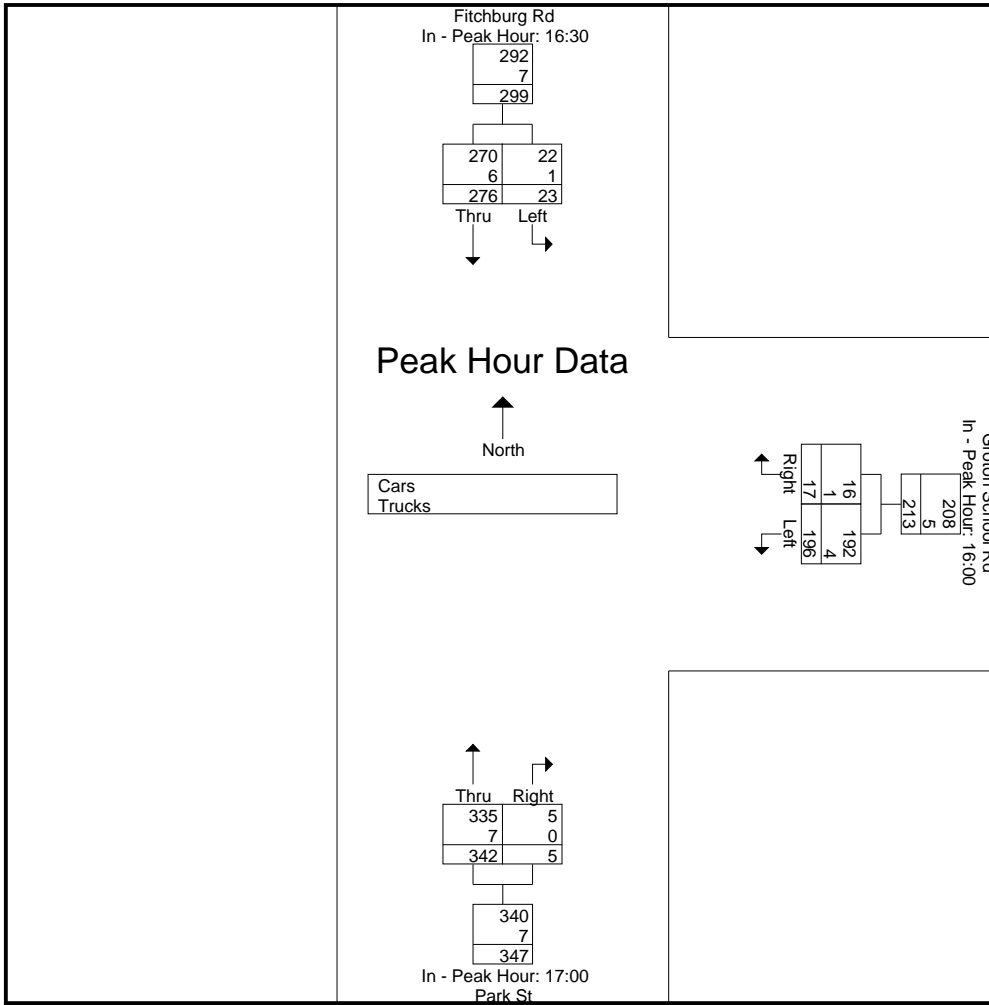 Fitchburg Rd
In - Peak Hour: 16:30
292
7
299
270 22
6 1
276 23
Thru Left
Peak Hour Data
North
Cars
Trucks
In - Peak Hour: 16:00
208
5
213
16 192
1 4
17 196
Right Left
Thru Right
335 5
7 0
342 5
340
7
347
In - Peak Hour: 17:00
Park St